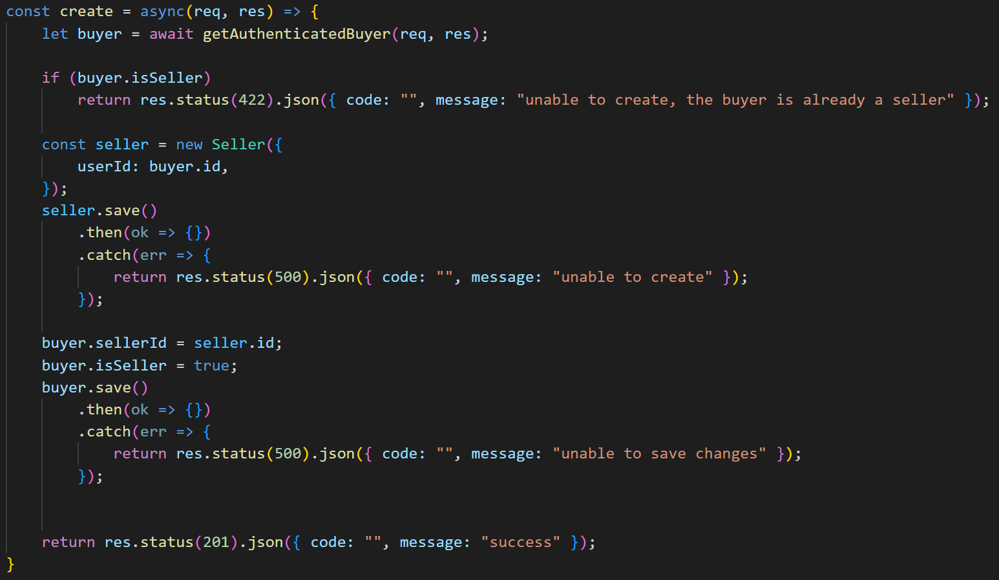 const create = async(req, res) => {
    let buyer = await getAuthenticatedBuyer(req, res);
    if (buyer.isSeller)
        return res.status(422).json({ code: "", message: "unable to create, the buyer is already a seller" });
    const seller = new Seller({
        userId: buyer.id,
    });
    seller.save()
        .then(ok => {})
        .catch(err => {
            return res.status(500).json({ code: "", message: "unable to create" });
        });
    buyer.sellerId = seller.id;
    buyer.isSeller = true;
    buyer.save()
        .then(ok => {})
        .catch(err => {
            return res.status(500).json({ code: "", message: "unable to save changes" });
        });
    return res.status(201).json({ code: "", message: "success" });
}